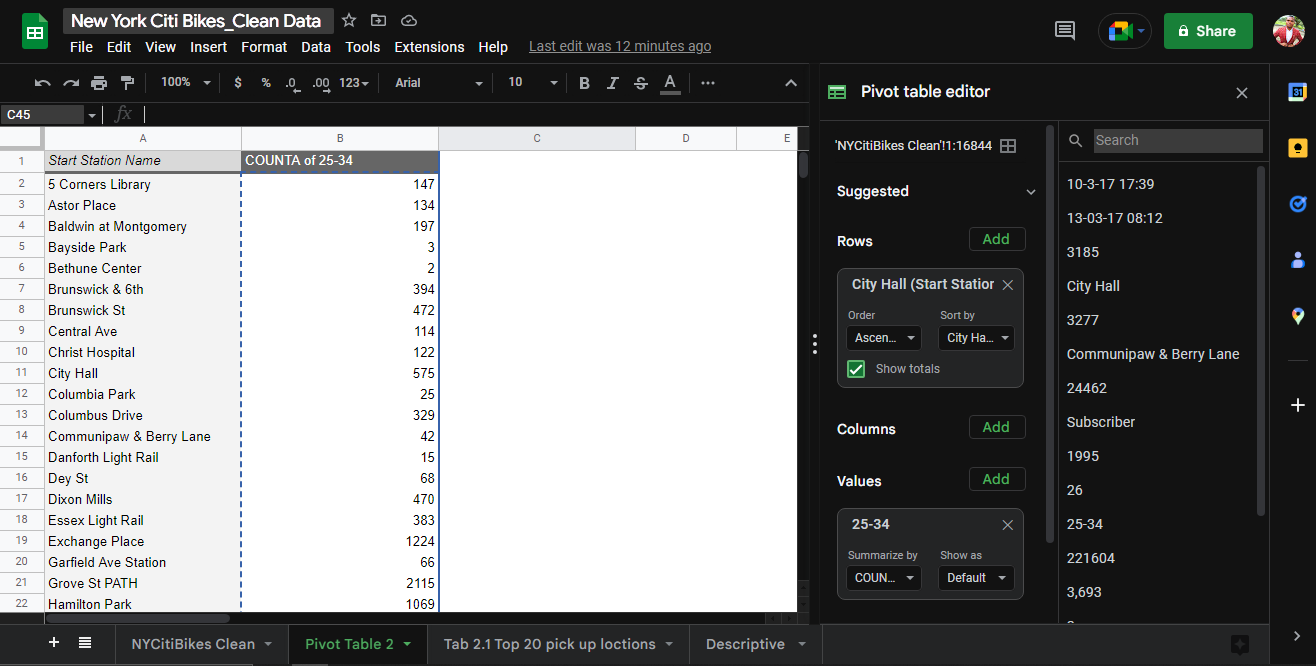 New York Citi Bikes_Clean Data
File Edit View Insert Format Data Tools Extensions Help Last edit was 12 minutes ago
Share
100% $ % .0 .00 123 Arial 10 B I S A
C45 fx
A B C D E
1 Start Station Name COUNTA of 25-34
2 5 Corners Library 147
3 Astor Place 134
4 Baldwin at Montgomery 197
5 Bayside Park 3
6 Bethune Center 2
7 Brunswick & 6th 394
8 Brunswick St 472
9 Central Ave 114
10 Christ Hospital 122
11 City Hall 575
12 Columbia Park 25
13 Columbus Drive 329
14 Communipaw & Berry Lane 42
15 Danforth Light Rail 15
16 Dey St 68
17 Dixon Mills 470
18 Essex Light Rail 383
19 Exchange Place 1224
20 Garfield Ave Station 66
21 Grove St PATH 2115
22 Hamilton Park 1069
Pivot table editor
'NYCitiBikes Clean'!1:16844
Suggested
Rows Add
City Hall (Start Station
Order Sort by
Ascen... City Ha...
Show totals
Columns Add
Values Add
25-34
Summarize by Show as
COUN... Default
Search
10-3-17 17:39
13-03-17 08:12
3185
City Hall
3277
Communipaw & Berry Lane
24462
Subscriber
1995
26
25-34
221604
3,693
31
NYCitiBikes Clean Pivot Table 2 Tab 2.1 Top 20 pick up loctions Descriptive